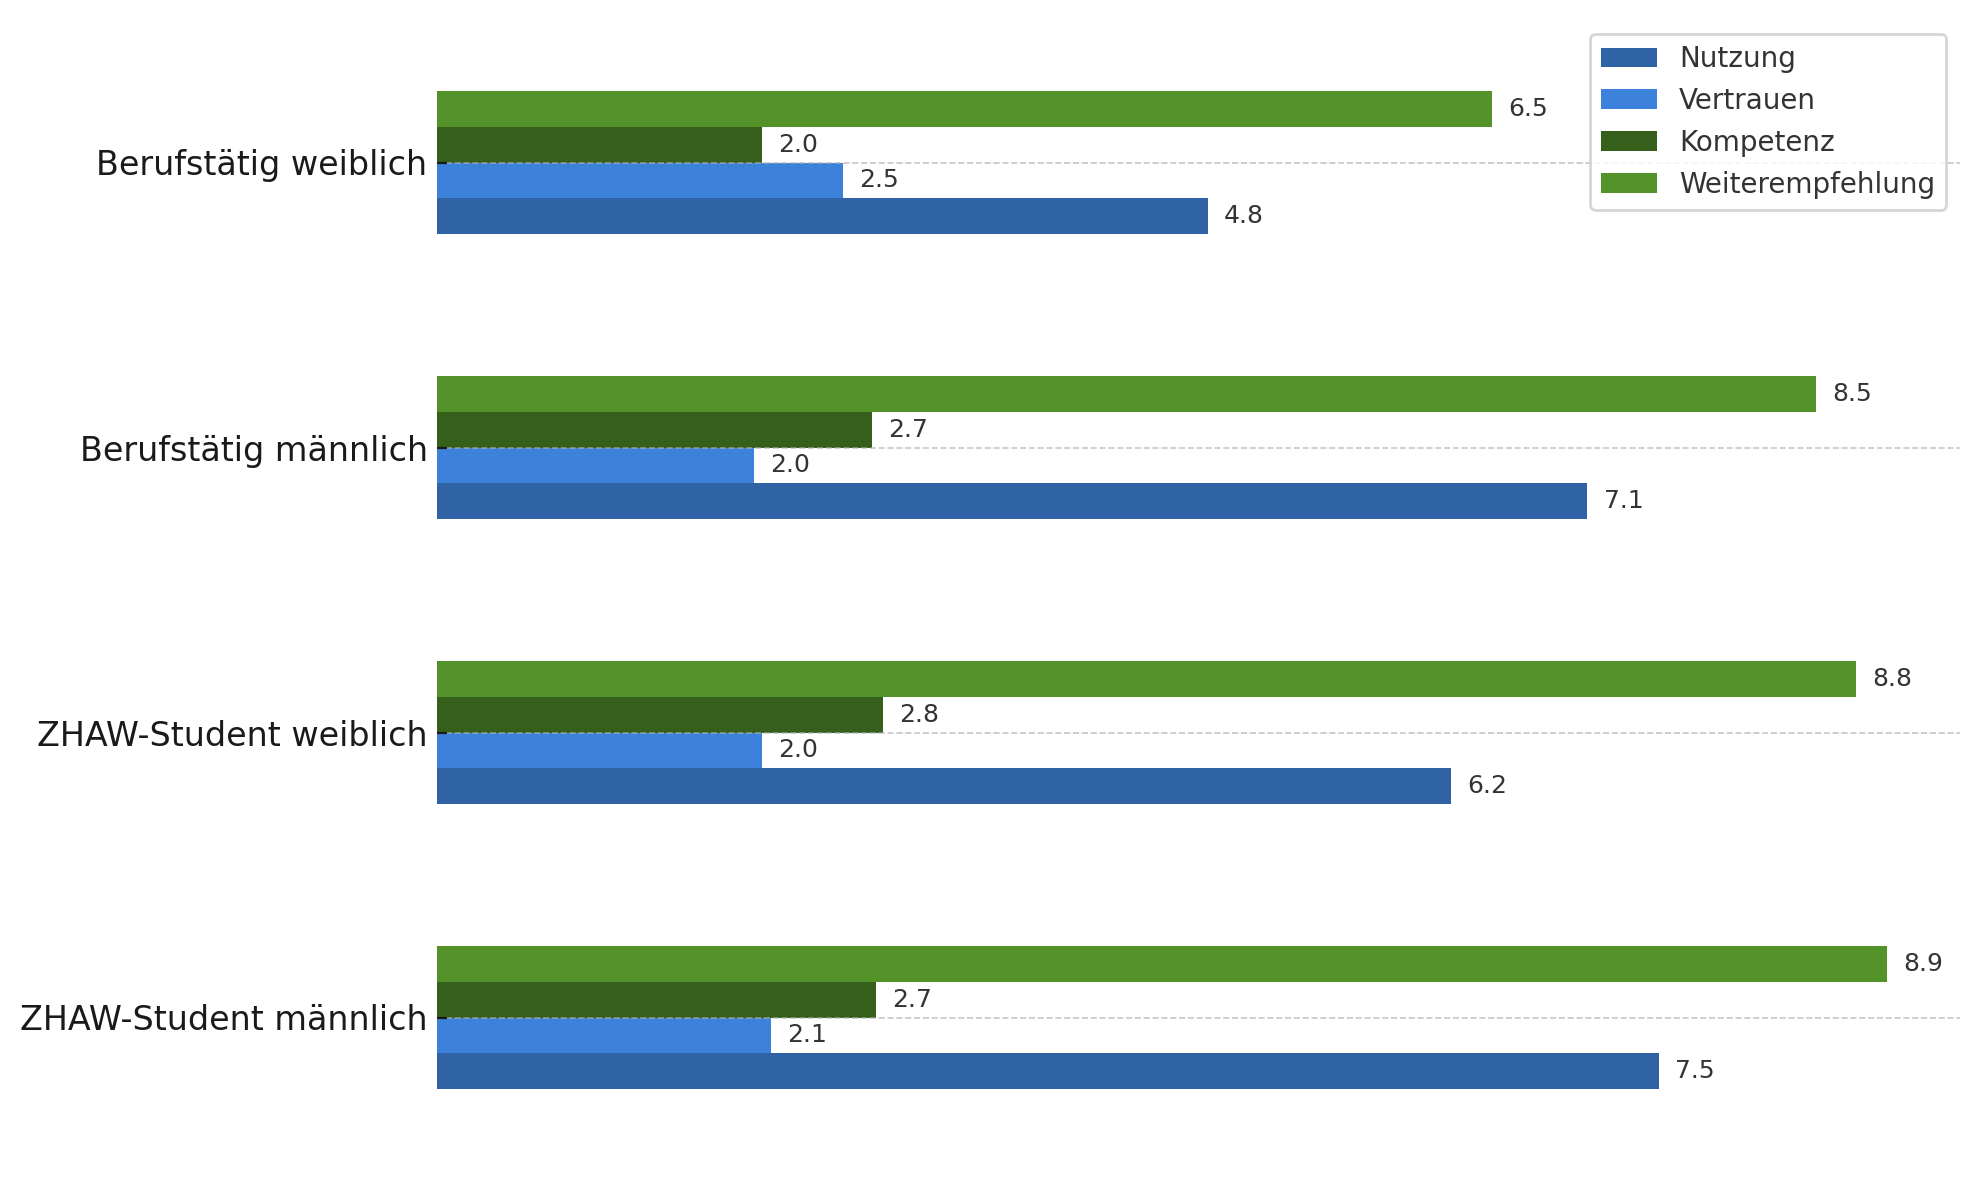 Nutzung
Vertrauen
Kompetenz
Weiterempfehlung
Berufstätig weiblich
6.5
2.0
2.5
4.8
Berufstätig männlich
8.5
2.7
2.0
7.1
ZHAW-Student weiblich
8.8
2.8
2.0
6.2
ZHAW-Student männlich
8.9
2.7
2.1
7.5